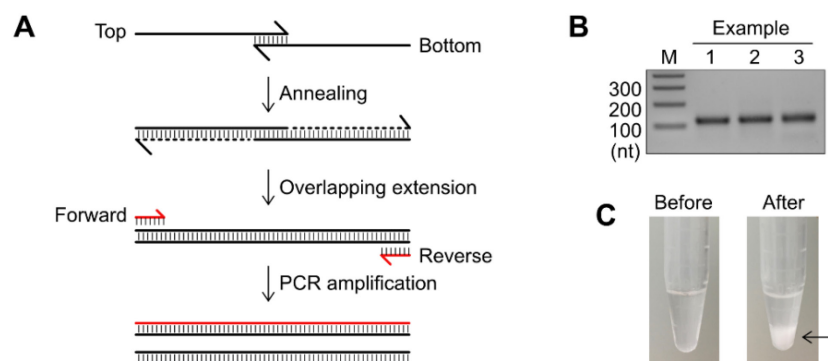 A
Top
Bottom
Annealing
Overlapping extension
Forward
Reverse
PCR amplification
B
Example
M 1 2 3
300
200
100
(nt)
C
Before After